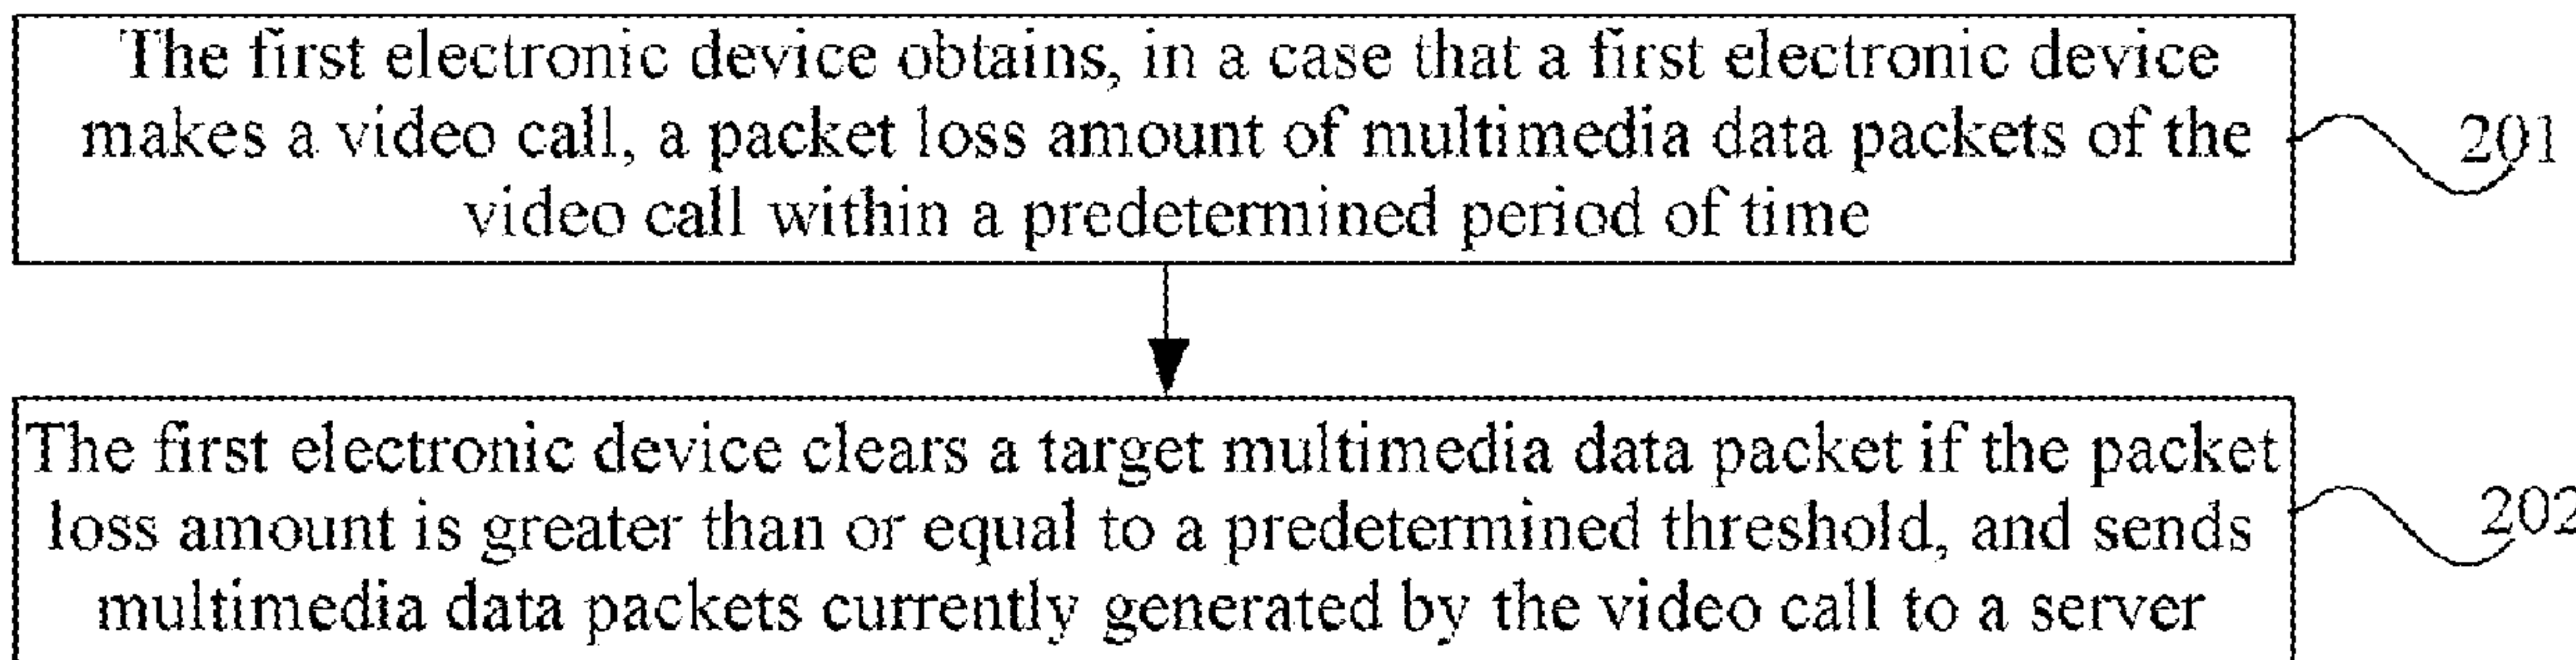 The first electronic device obtains, in a case that a first electronic device
makes a video call, a packet loss amount of multimedia data packets of the
video call within a predetermined period of time
201
The first electronic device clears a target multimedia data packet if the packet
loss amount is greater than or equal to a predetermined threshold, and sends
multimedia data packets currently generated by the video call to a server
202